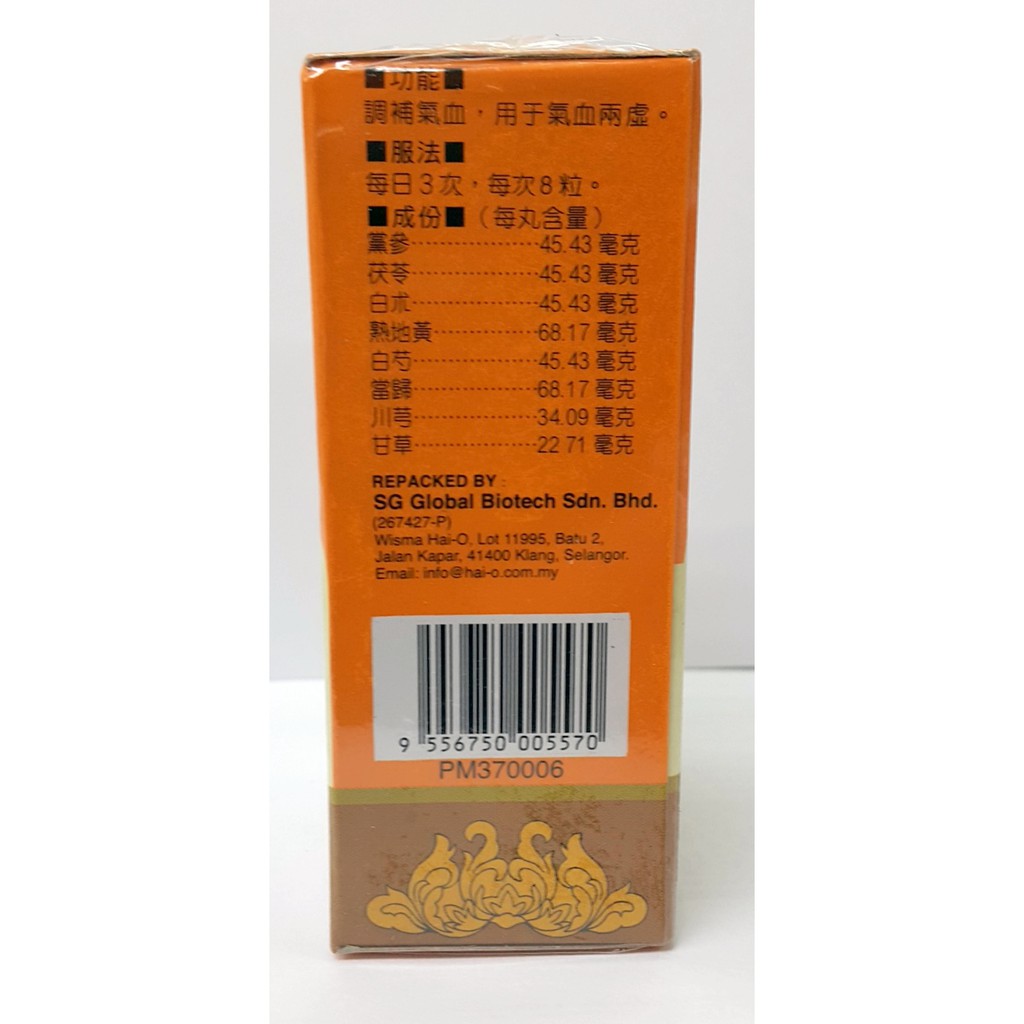 ■功能■
調補氣血，用于氣血兩虛。
■服法■
每日3次，每次8粒。
■成份■（每丸含量）
黨參··················45.43 毫克
茯苓··················45.43 毫克
白朮··················45.43 毫克
熟地黃···············68.17 毫克
白芍··················45.43 毫克
當歸··················68.17 毫克
川芎··················34.09 毫克
甘草··················22 71 毫克
REPACKED BY :
SG Global Biotech Sdn. Bhd.
(267427-P)
Wisma Hai-O, Lot 11995, Batu 2,
Jalan Kapar, 41400 Klang, Selangor.
Email: info@hai-o.com.my
9 556750 005570
PM370006